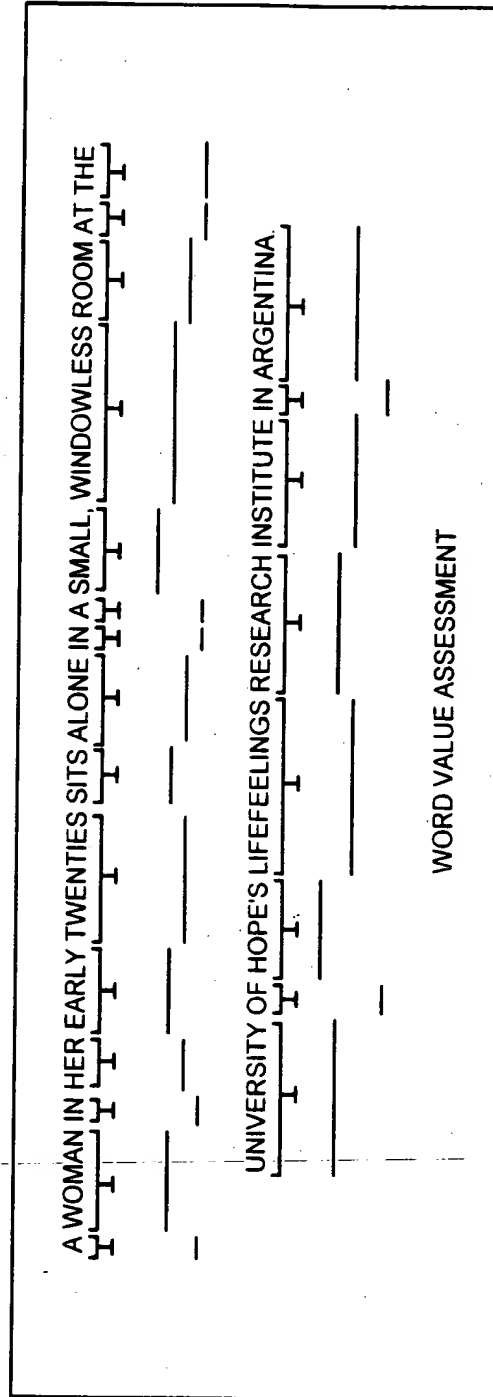 A WOMAN IN HER EARLY TWENTIES SITS ALONE IN A SMALL, WINDOWLESS ROOM AT THE
UNIVERSITY OF HOPE'S LIFEFEELINGS RESEARCH INSTITUTE IN ARGENTINA.
WORD VALUE ASSESSMENT